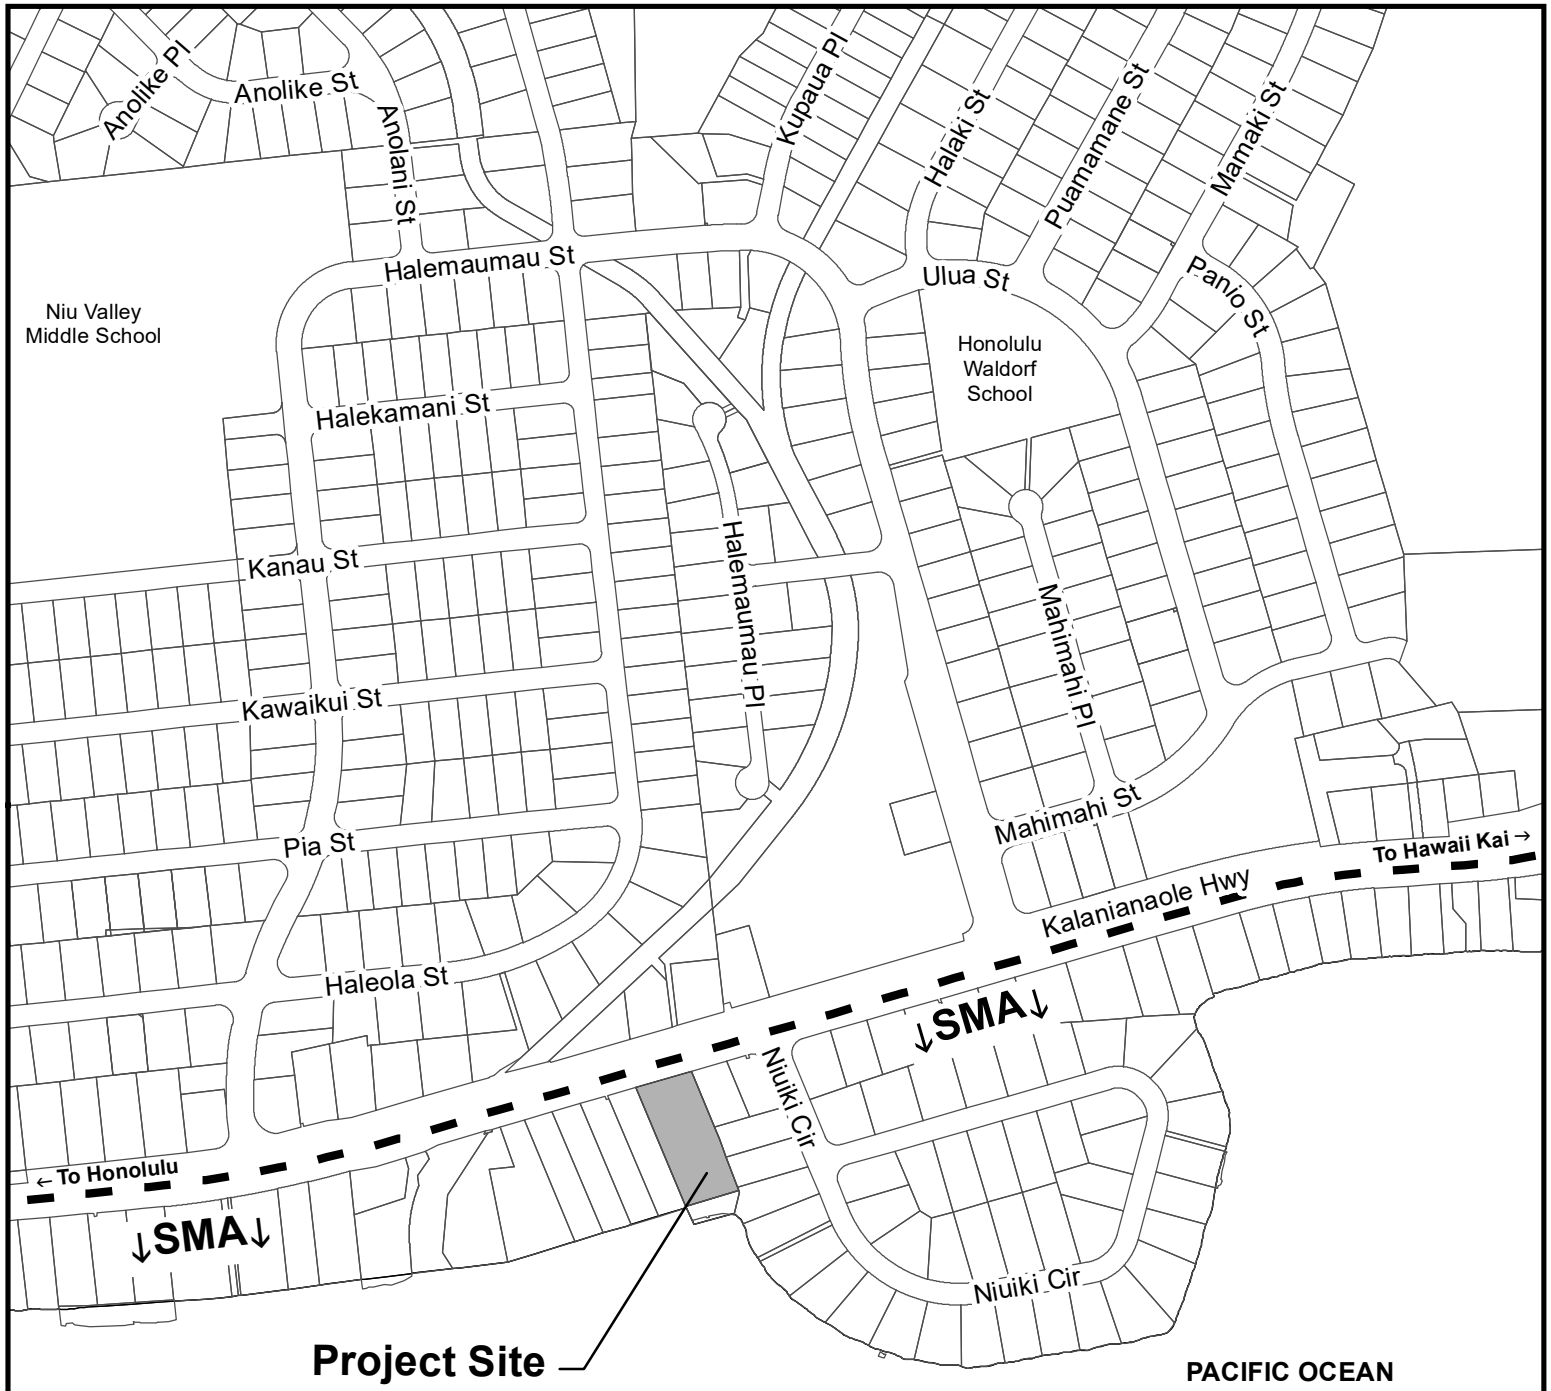 Anolike Pl
Anolike St
Anolani St
Kupaua Pl
Halaki St
Puamamane St
Mamaki St
Halemaumau St
Ulua St
Panio St
Niu Valley
Middle School
Honolulu
Waldorf
School
Halekamani St
Halemaumau Pl
Kanau St
Mahimahi Pl
Kawaikui St
Mahimahi St
Pia St
To Hawaii Kai →
Kalanianaole Hwy
Haleola St
↓SMA↓
Niuiki Cir
← To Honolulu
↓SMA↓
Niuiki Cir
Project Site
PACIFIC OCEAN